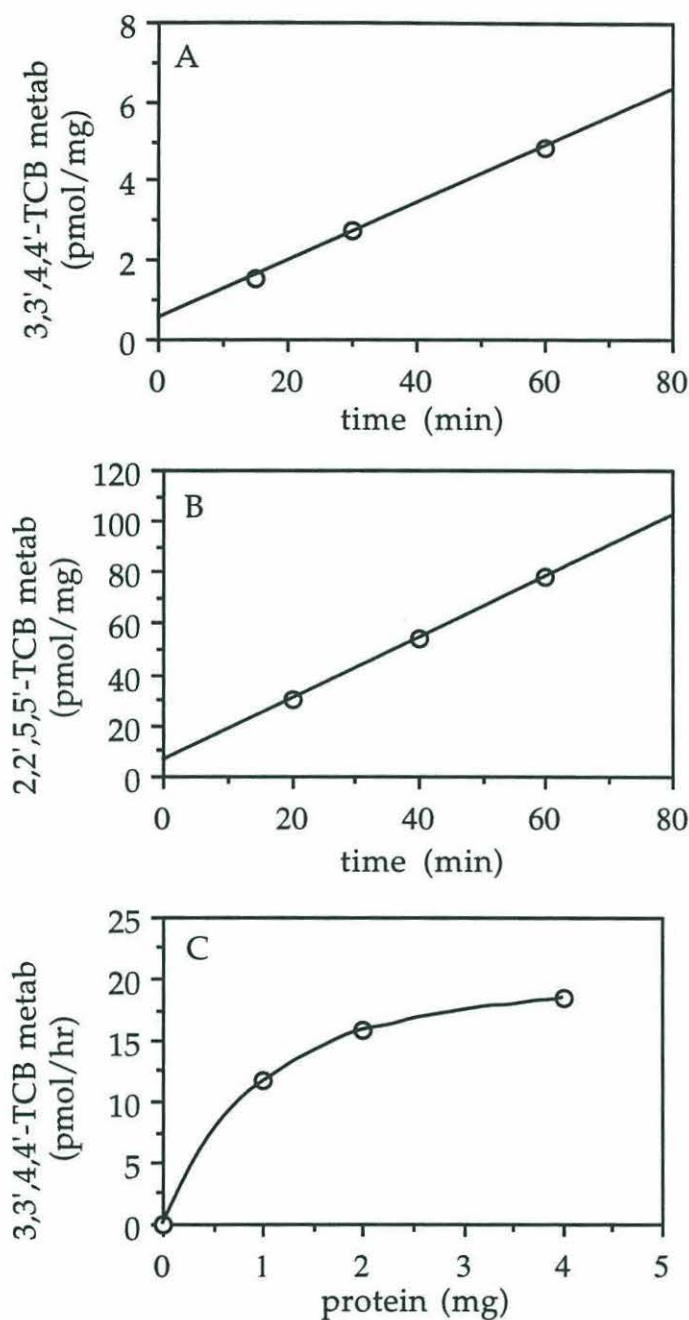 A
3,3',4,4'-TCB metab
(pmol/mg)
8
6
4
2
0
0 20 40 60 80
time (min)
B
2,2',5,5'-TCB metab
(pmol/mg)
120
100
80
60
40
20
0
0 20 40 60 80
time (min)
C
3,3',4,4'-TCB metab
(pmol/hr)
25
20
15
10
5
0
0 1 2 3 4 5
protein (mg)